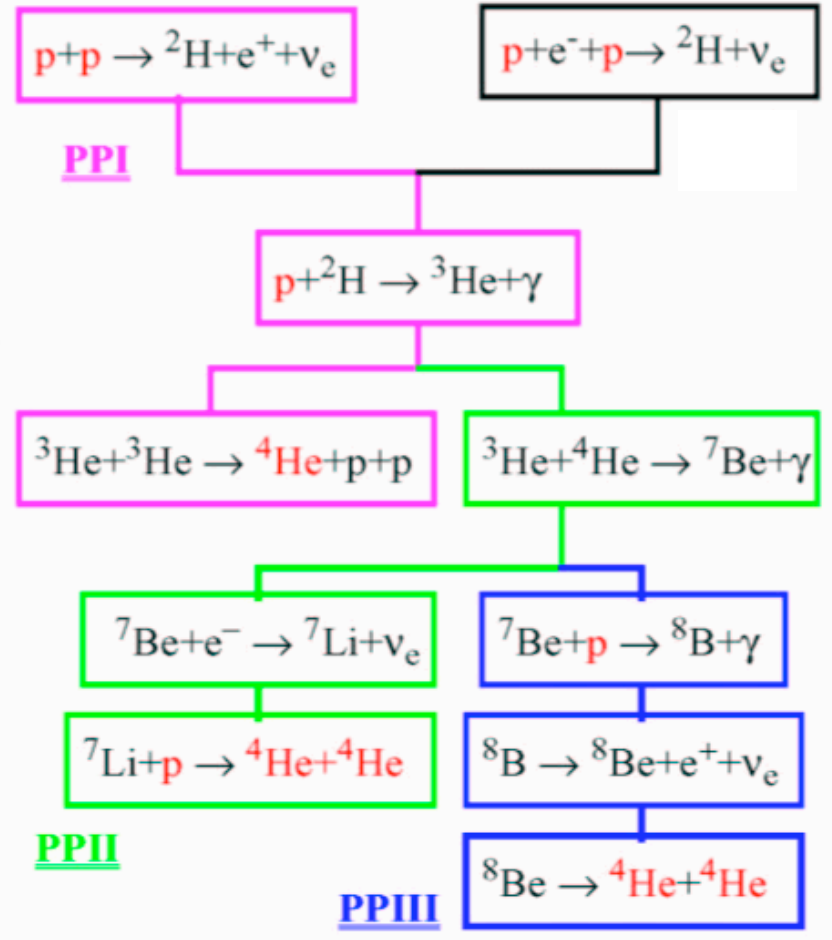 p+p → ²H+e⁺+νₑ
p+e⁻+p→ ²H+νₑ
PPI
p+²H → ³He+γ
³He+³He → ⁴He+p+p
³He+⁴He → ⁷Be+γ
⁷Be+e⁻ → ⁷Li+νₑ
⁷Be+p → ⁸B+γ
⁷Li+p → ⁴He+⁴He
⁸B → ⁸Be+e⁺+νₑ
PPII
⁸Be → ⁴He+⁴He
PPIII